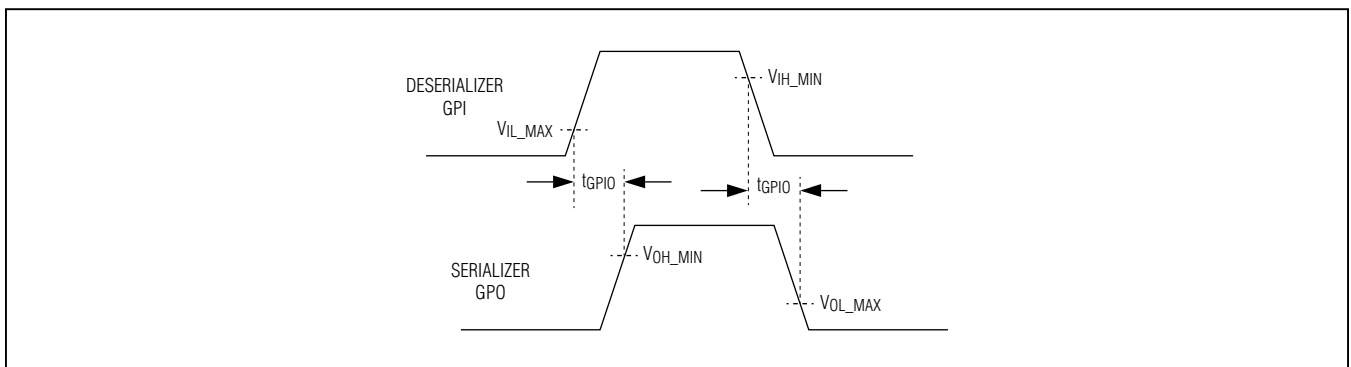 DESERIALIZER
GPI
VIH_MIN
VIL_MAX
tGPIO
tGPIO
SERIALIZER
GPO
VOH_MIN
VOL_MAX